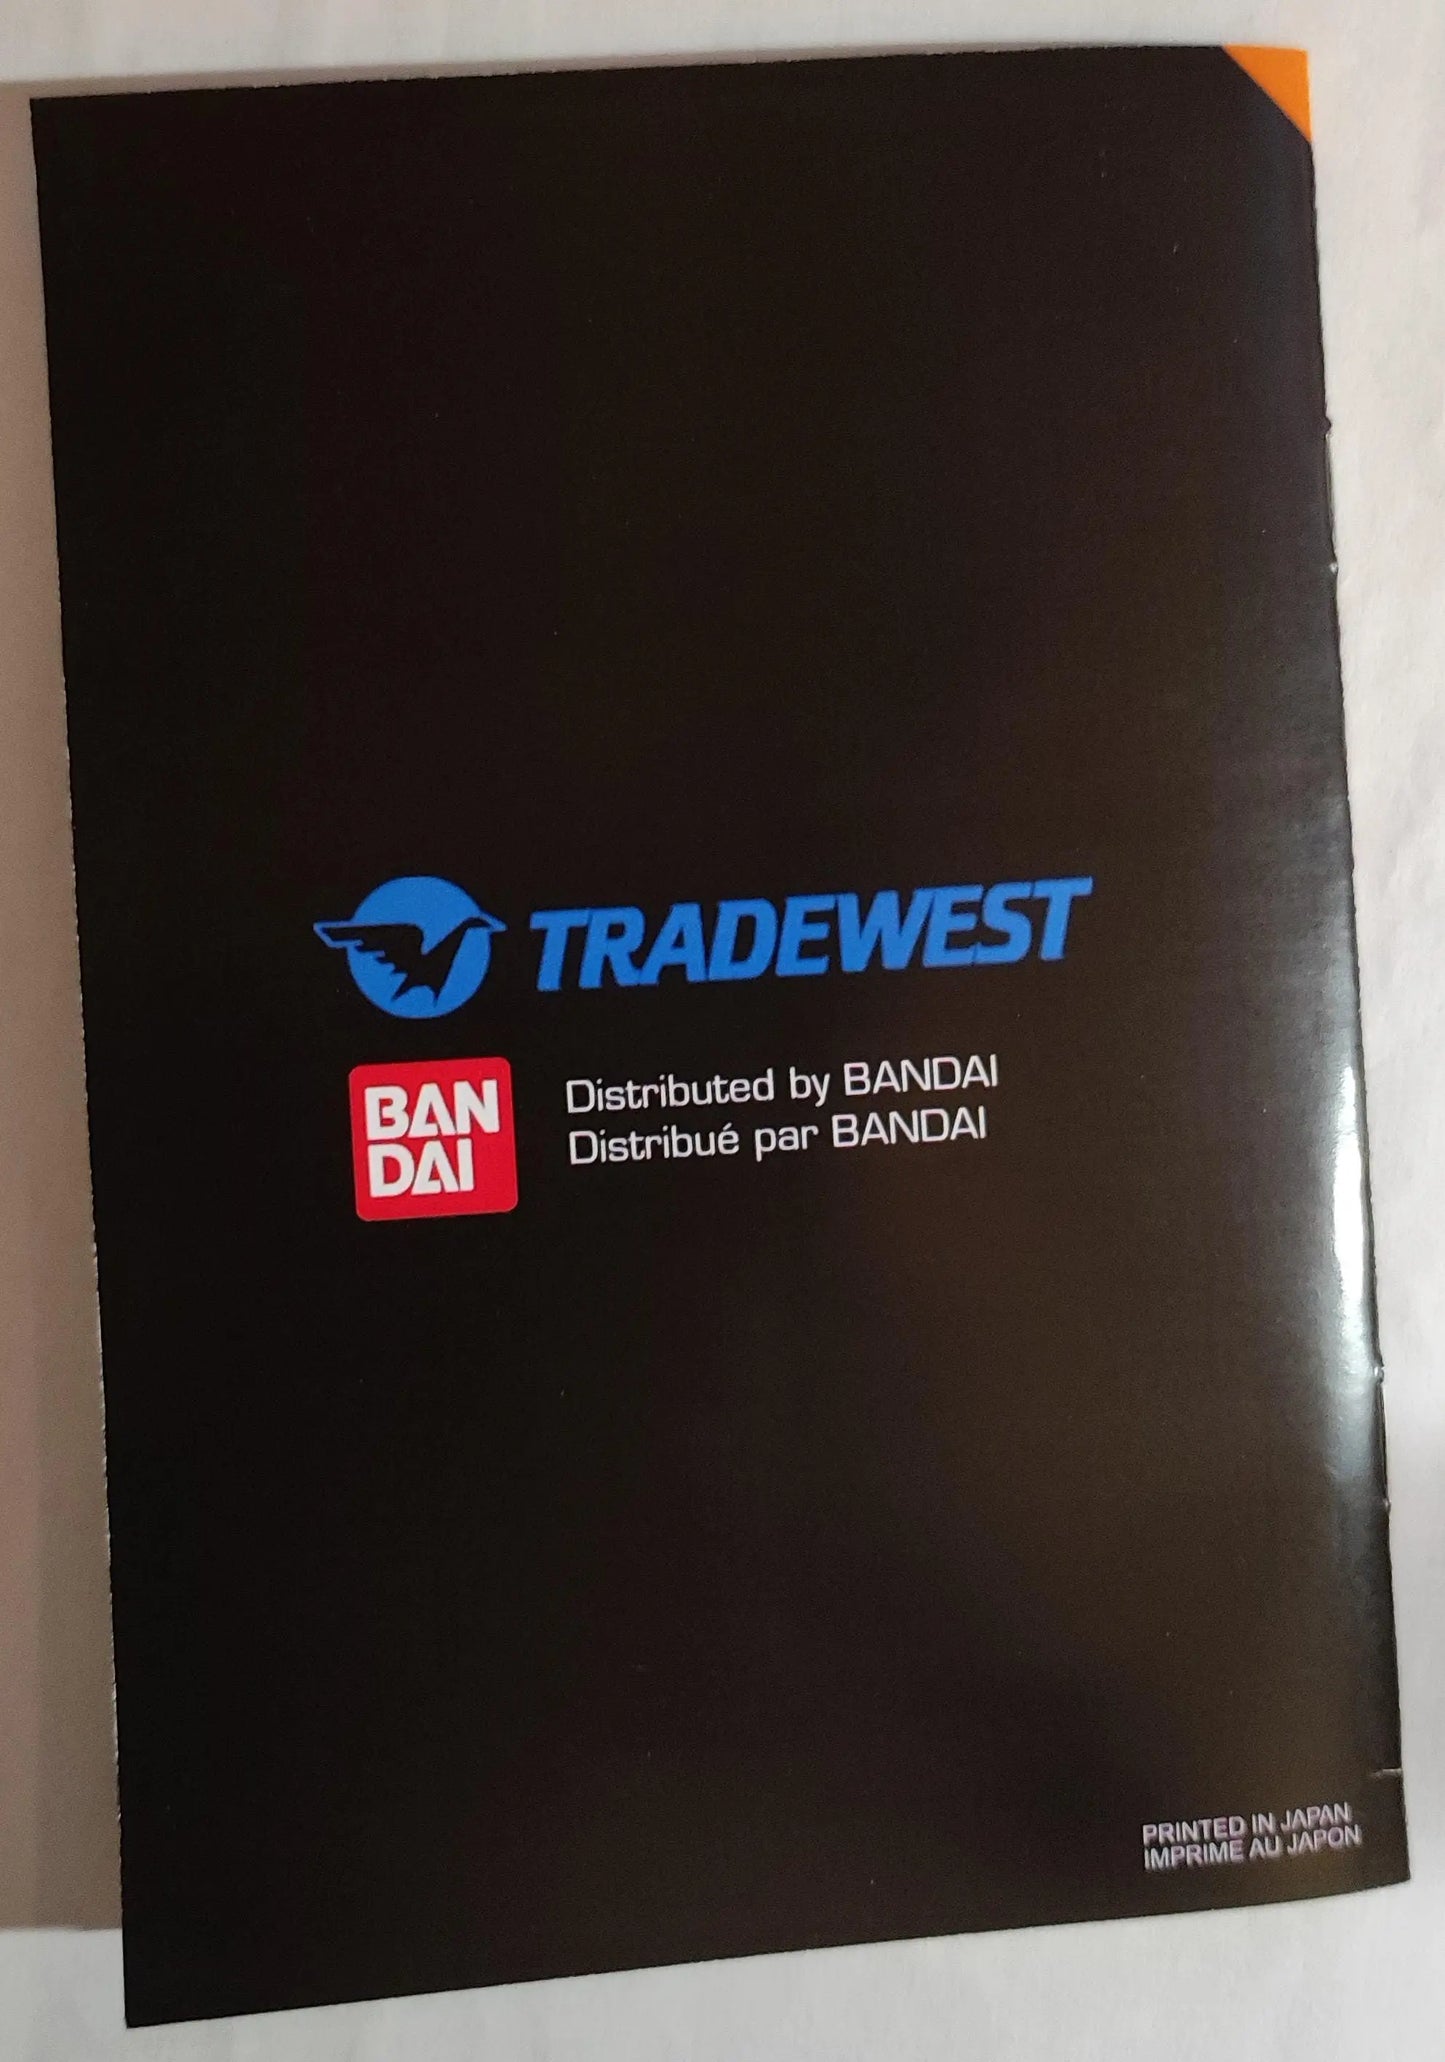 TRADEWEST
BAN
DAI
Distributed by BANDAI
Distribué par BANDAI
PRINTED IN JAPAN
IMPRIME AU JAPON